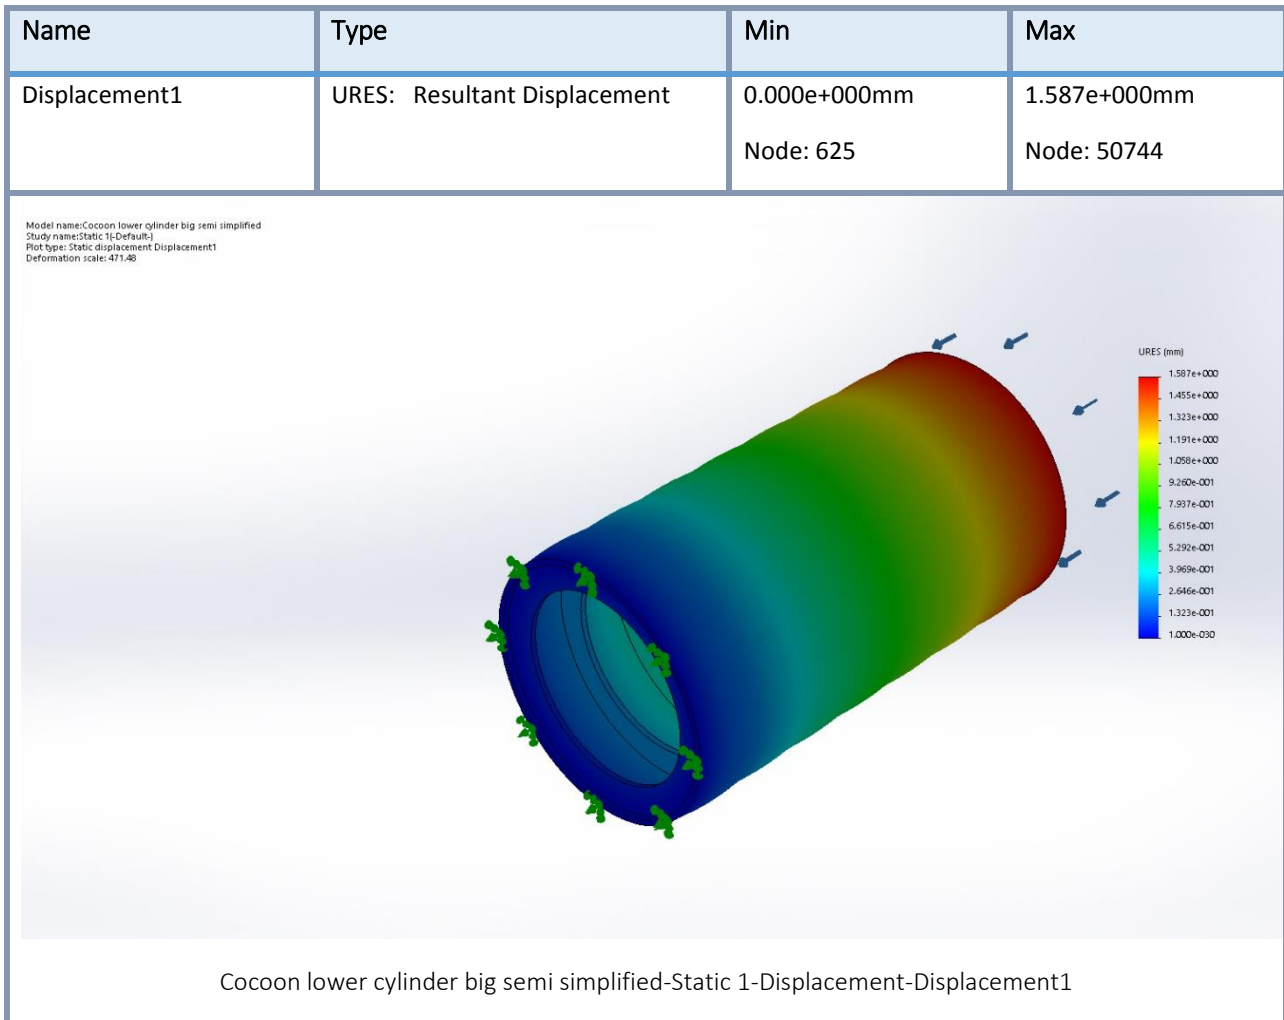 Name Type Min Max
Displacement1 URES: Resultant Displacement 0.000e+000mm 1.587e+000mm
Node: 625 Node: 50744
Model name:Cocoon lower cylinder big semi simplified
Study name:Static 1(-Default-)
Plot type: Static displacement Displacement1
Deformation scale: 471.48
URES (mm)
1.587e+000
1.455e+000
1.323e+000
1.191e+000
1.058e+000
9.260e-001
7.937e-001
6.615e-001
5.292e-001
3.969e-001
2.646e-001
1.323e-001
1.000e-030
Cocoon lower cylinder big semi simplified-Static 1-Displacement-Displacement1